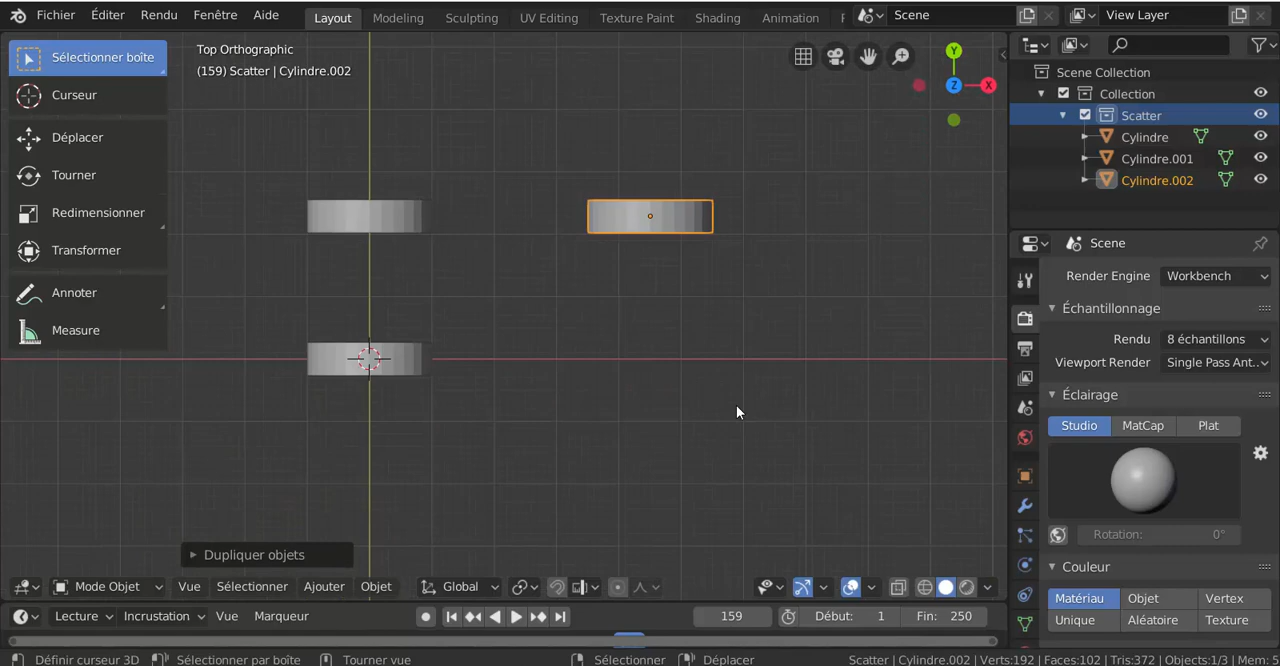 Fichier Éditer Rendu Fenêtre Aide Layout Modeling Sculpting UV Editing Texture Paint Shading Animation Scene View Layer
Sélectionner boîte
Curseur
Déplacer
Tourner
Redimensionner
Transformer
Annoter
Measure
Top Orthographic
(159) Scatter | Cylindre.002
Y
Z X
Dupliquer objets
Mode Objet Vue Sélectionner Ajouter Objet Global
Scene Collection
Collection
Scatter
Cylindre
Cylindre.001
Cylindre.002
Scene
Render Engine Workbench
Échantillonnage
Rendu 8 échantillons
Viewport Render Single Pass Ant..
Éclairage
Studio MatCap Plat
Rotation: 0°
Couleur
Matériau Objet Vertex
Unique Aléatoire Texture
Lecture Incrustation Vue Marqueur 159 Début: 1 Fin: 250
Définir curseur 3D Sélectionner par boîte Tourner vue Sélectionner Déplacer Scatter | Cylindre.002 | Verts:192 | Faces:102 | Tris:372 | Objects:1/3 | Mem: 5